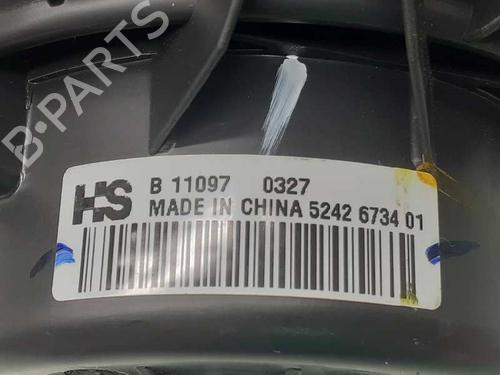 B-PARTS
HS B 11097 0327
MADE IN CHINA 5242 6734 01